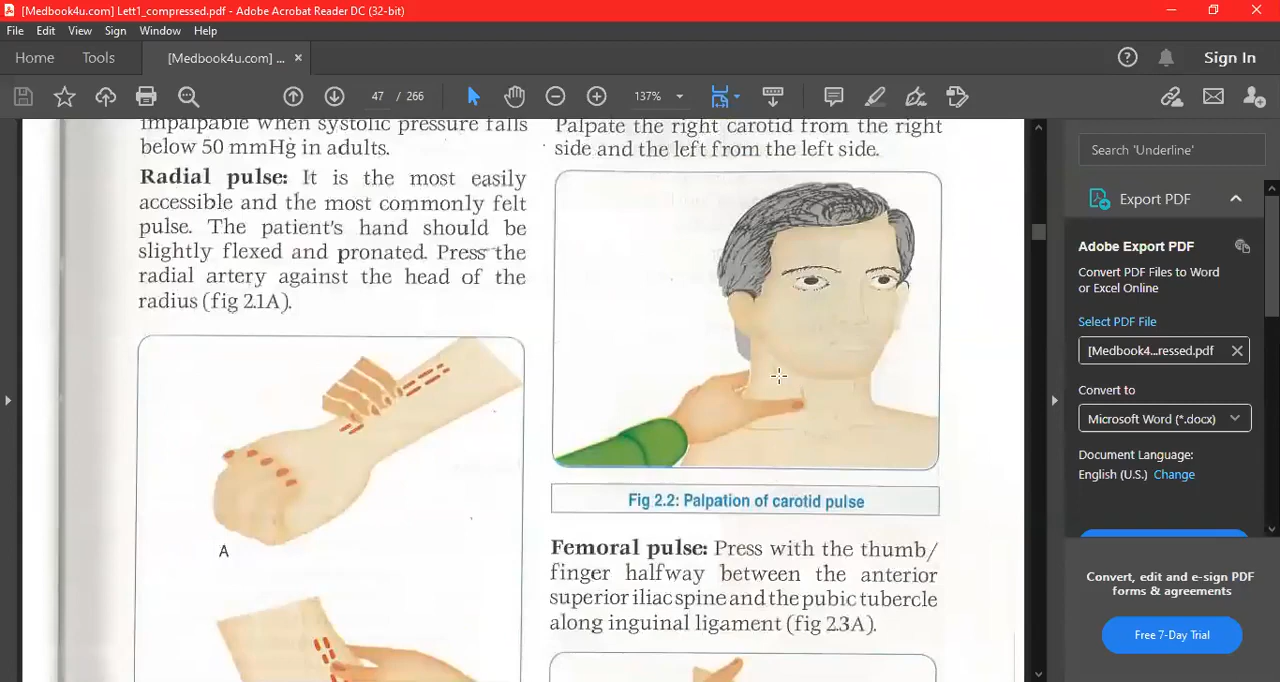 [Medbook4u.com] Lett1_compressed.pdf - Adobe Acrobat Reader DC (32-bit)
File Edit View Sign Window Help
Home Tools [Medbook4u.com] ... × Sign In
47 / 266 137%
impalpable when systolic pressure falls
below 50 mmHg in adults.
Radial pulse: It is the most easily
accessible and the most commonly felt
pulse. The patient's hand should be
slightly flexed and pronated. Press the
radial artery against the head of the
radius (fig 2.1A).
A
Palpate the right carotid from the right
side and the left from the left side.
Fig 2.2: Palpation of carotid pulse
Femoral pulse: Press with the thumb/
finger halfway between the anterior
superior iliac spine and the pubic tubercle
along inguinal ligament (fig 2.3A).
Search 'Underline'
Export PDF
Adobe Export PDF
Convert PDF Files to Word
or Excel Online
Select PDF File
[Medbook4...ressed.pdf
Convert to
Microsoft Word (*.docx)
Document Language:
English (U.S.) Change
Convert, edit and e-sign PDF
forms & agreements
Free 7-Day Trial